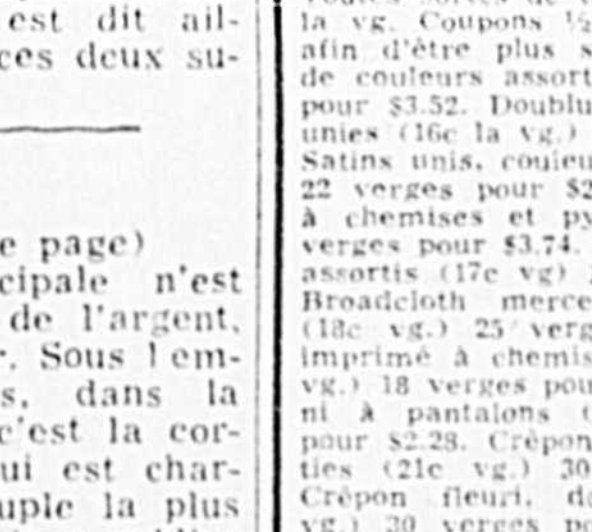 est dit ail-
ces deux su-
e page)
cipale n'est
de l'argent.
r. Sous l'em-
s, dans la
c'est la cor-
ui est char-
uple la plus
la vg. Coupons ½
afin d'être plus s
de couleurs assort
pour $3.52. Doublu
unies (16c la vg.)
Satins unis, couleu
22 verges pour $2
à chemises et py
verges pour $3.74.
assortis (17c vg)
Broadcloth merce
(18c vg.) 25 verg
imprimé à chemis
vg.) 18 verges pou
ni à pantalons (
pour $2.28. Crêpon
ties (21c vg.) 30
Crêpon fleuri, de
vg.) 30 verges po